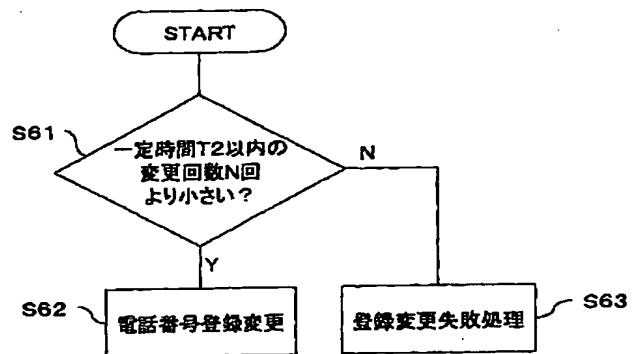 START
S61
一定時間T2以内の
変更回数N回
より小さい？
N
Y
S62
電話番号登録変更
登録変更失敗処理
S63